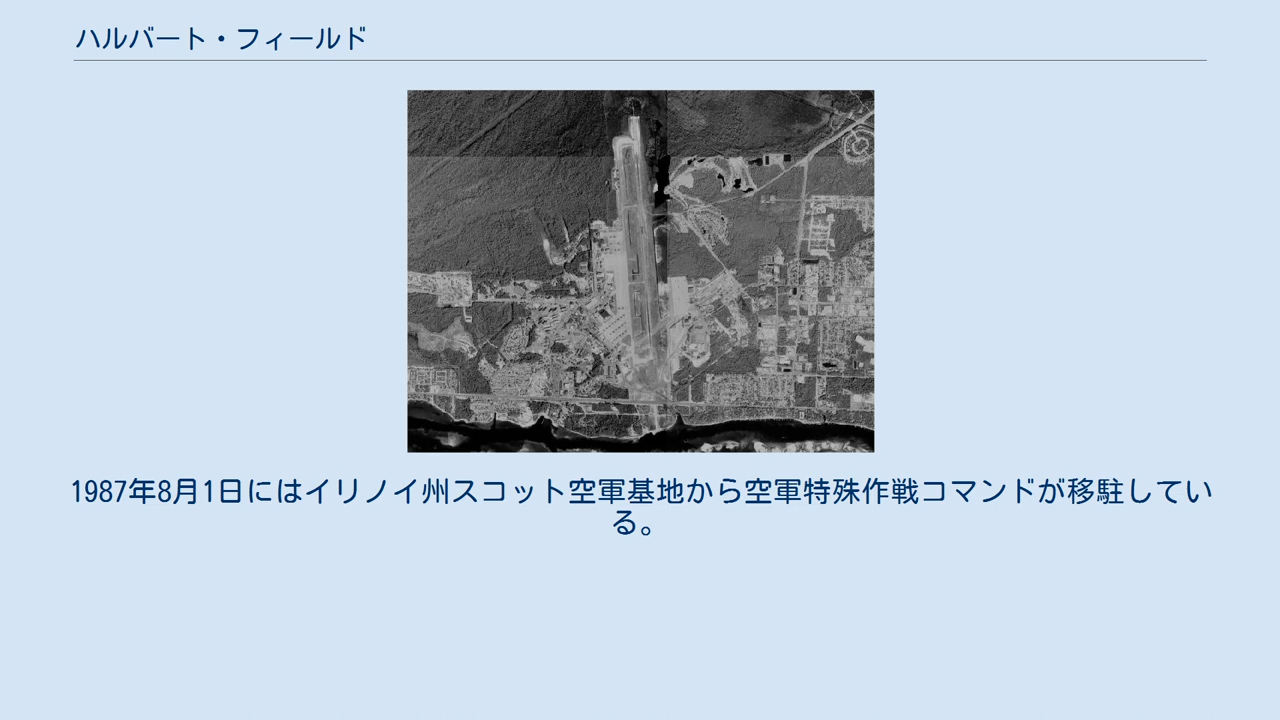 ハルバート・フィールド
1987年8月1日にはイリノイ州スコット空軍基地から空軍特殊作戦コマンドが移駐してい
る。